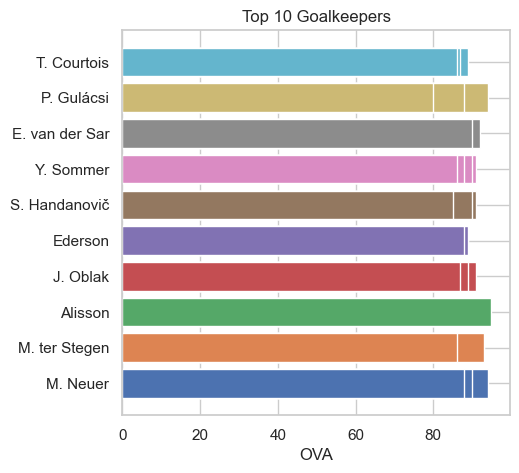 Top 10 Goalkeepers
T. Courtois
P. Gulácsi
E. van der Sar
Y. Sommer
S. Handanovič
Ederson
J. Oblak
Alisson
M. ter Stegen
M. Neuer
0 20 40 60 80
OVA